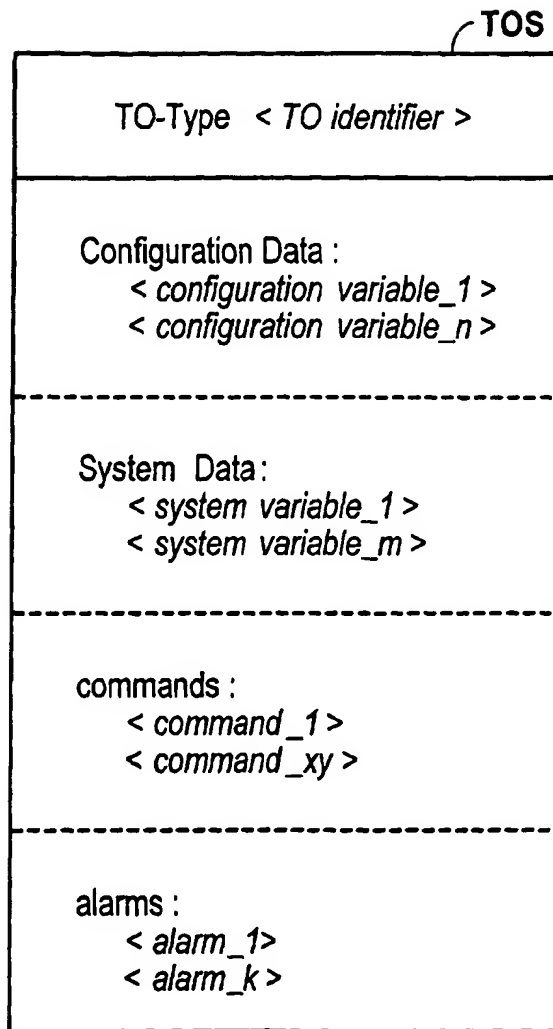 TOS
TO-Type < TO identifier >
Configuration Data :
< configuration variable_1 >
< configuration variable_n >
System Data :
< system variable_1 >
< system variable_m >
commands :
< command_1 >
< command_xy >
alarms :
< alarm_1>
< alarm_k >